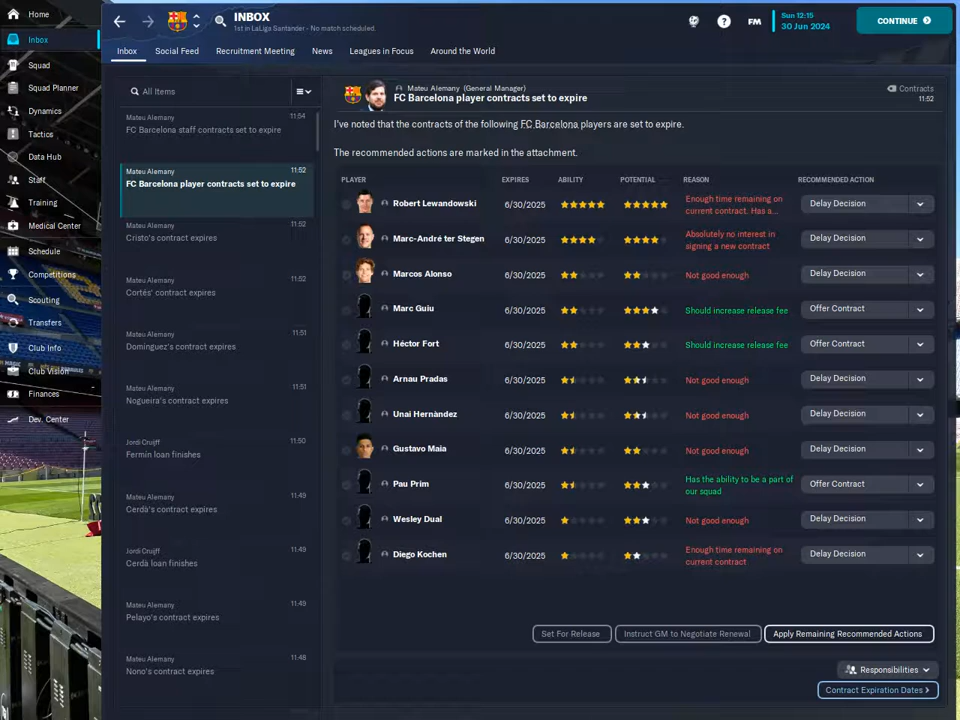 Home
Inbox
Squad
Squad Planner
Dynamics
Tactics
Data Hub
Staff
Training
Medical Center
Schedule
Competitions
Scouting
Transfers
Club Info
Club Vision
Finances
Dev. Center
INBOX
1st in LaLiga Santander - No match scheduled.
?
FM
Sun 12:15
30 Jun 2024
CONTINUE
Inbox
Social Feed
Recruitment Meeting
News
Leagues in Focus
Around the World
All Items
Mateu Alemany 11:54
FC Barcelona staff contracts set to expire
Mateu Alemany 11:52
FC Barcelona player contracts set to expire
Mateu Alemany 11:52
Cristo's contract expires
Mateu Alemany 11:52
Cortés' contract expires
Mateu Alemany 11:51
Domínguez's contract expires
Mateu Alemany 11:51
Nogueira's contract expires
Jordi Cruijff 11:50
Fermín loan finishes
Mateu Alemany 11:49
Cerdà's contract expires
Jordi Cruijff 11:49
Cerdà loan finishes
Mateu Alemany 11:49
Pelayo's contract expires
Mateu Alemany 11:48
Nono's contract expires
Mateu Alemany (General Manager)
FC Barcelona player contracts set to expire
Contracts
11:52
I've noted that the contracts of the following FC Barcelona players are set to expire.
The recommended actions are marked in the attachment.
PLAYER EXPIRES ABILITY POTENTIAL REASON RECOMMENDED ACTION
Robert Lewandowski 6/30/2025 Enough time remaining on current contract. Has a... Delay Decision
Marc-André ter Stegen 6/30/2025 Absolutely no interest in signing a new contract Delay Decision
Marcos Alonso 6/30/2025 Not good enough Delay Decision
Marc Guiu 6/30/2025 Should increase release fee Offer Contract
Héctor Fort 6/30/2025 Should increase release fee Offer Contract
Arnau Pradas 6/30/2025 Not good enough Delay Decision
Unai Hernàndez 6/30/2025 Not good enough Delay Decision
Gustavo Maia 6/30/2025 Not good enough Delay Decision
Pau Prim 6/30/2025 Has the ability to be a part of our squad Offer Contract
Wesley Dual 6/30/2025 Not good enough Delay Decision
Diego Kochen 6/30/2025 Enough time remaining on current contract Delay Decision
Set For Release
Instruct GM to Negotiate Renewal
Apply Remaining Recommended Actions
Responsibilities
Contract Expiration Dates